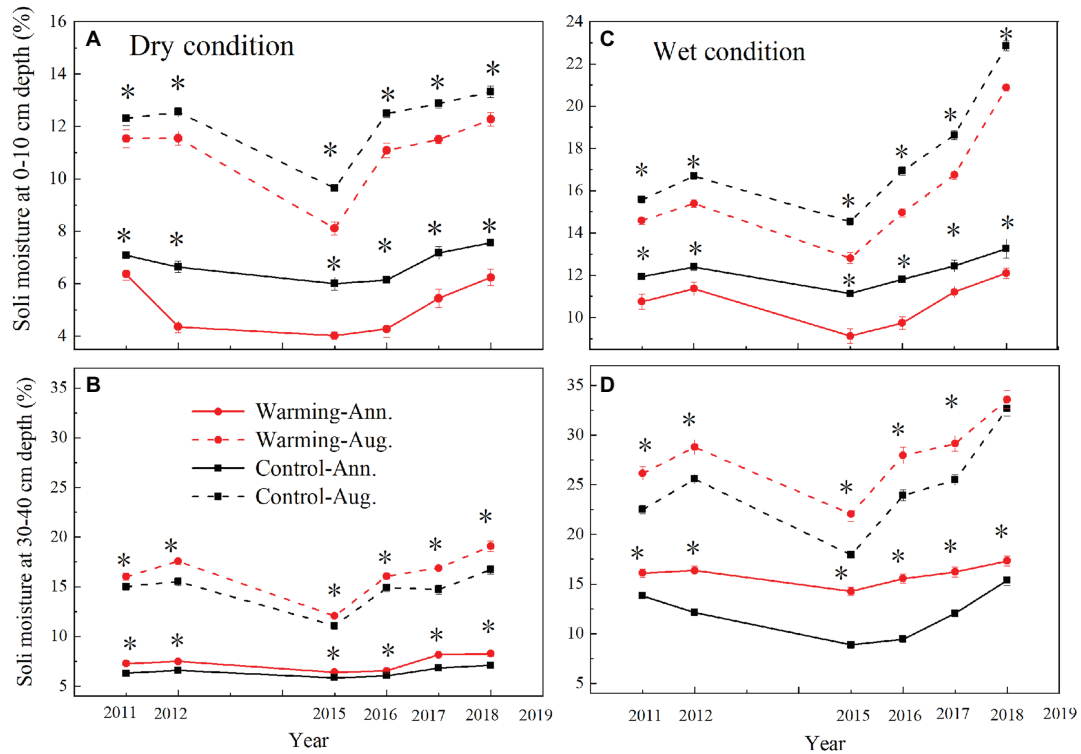 A
Dry condition
Soli moisture at 0-10 cm depth (%)
16
14
12
10
8
6
4
* * * * * *
* * * * * *
C
Wet condition
24
22
20
18
16
14
12
10
* * * * * *
* * * * * *
B
Soli moisture at 30-40 cm depth (%)
35
30
25
20
15
10
5
Warming-Ann.
Warming-Aug.
Control-Ann.
Control-Aug.
* * * * * *
* * * * * *
2011 2012 2015 2016 2017 2018 2019
Year
D
35
30
25
20
15
10
5
* * * * *
* * * * * *
2011 2012 2015 2016 2017 2018 2019
Year